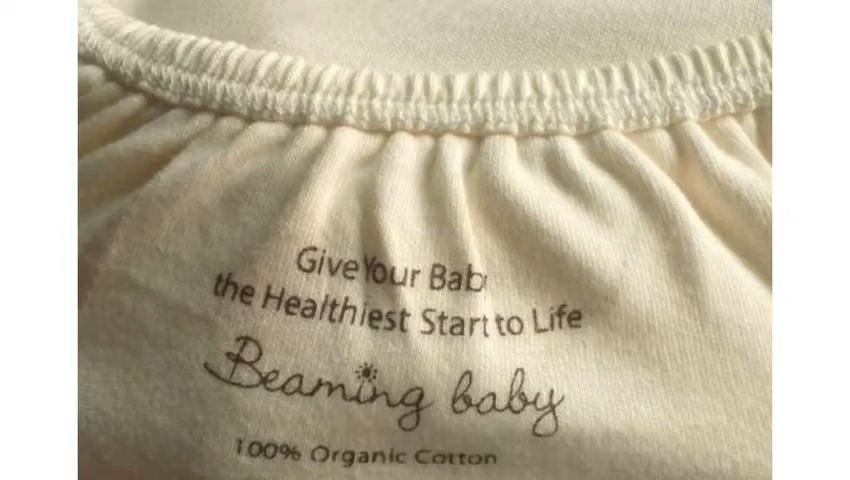 Give Your Bab
the Healthiest Start to Life
Beaming baby
100% Organic Cotton